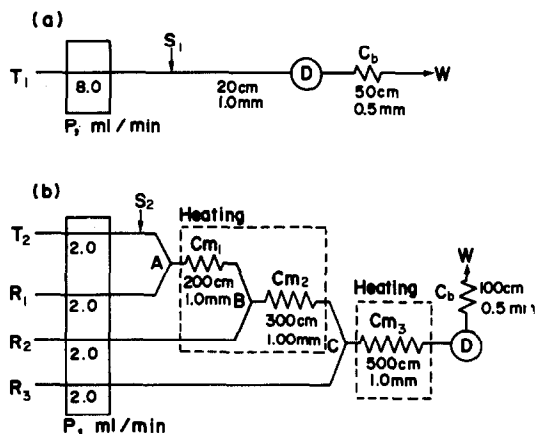 (a)
S1
T1
8.0
20cm
1.0mm
D
Cb
50cm
0.5mm
W
P, ml/min
(b)
S2
Heating
T2
2.0
A
Cm1
200cm
1.0mm
B
Cm2
300cm
1.00mm
R1
2.0
R2
2.0
R3
2.0
C
Heating
Cm3
500cm
1.0mm
W
Cb
100cm
D
P, ml/min